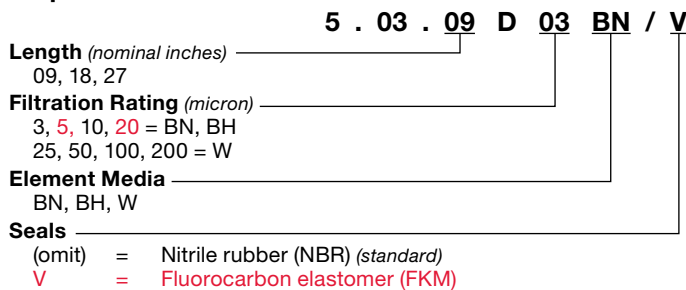 5 . 03 . 09 D 03 BN / V
Length (nominal inches)
09, 18, 27
Filtration Rating (micron)
3, 5, 10, 20 = BN, BH
25, 50, 100, 200 = W
Element Media
BN, BH, W
Seals
(omit) = Nitrile rubber (NBR) (standard)
V = Fluorocarbon elastomer (FKM)